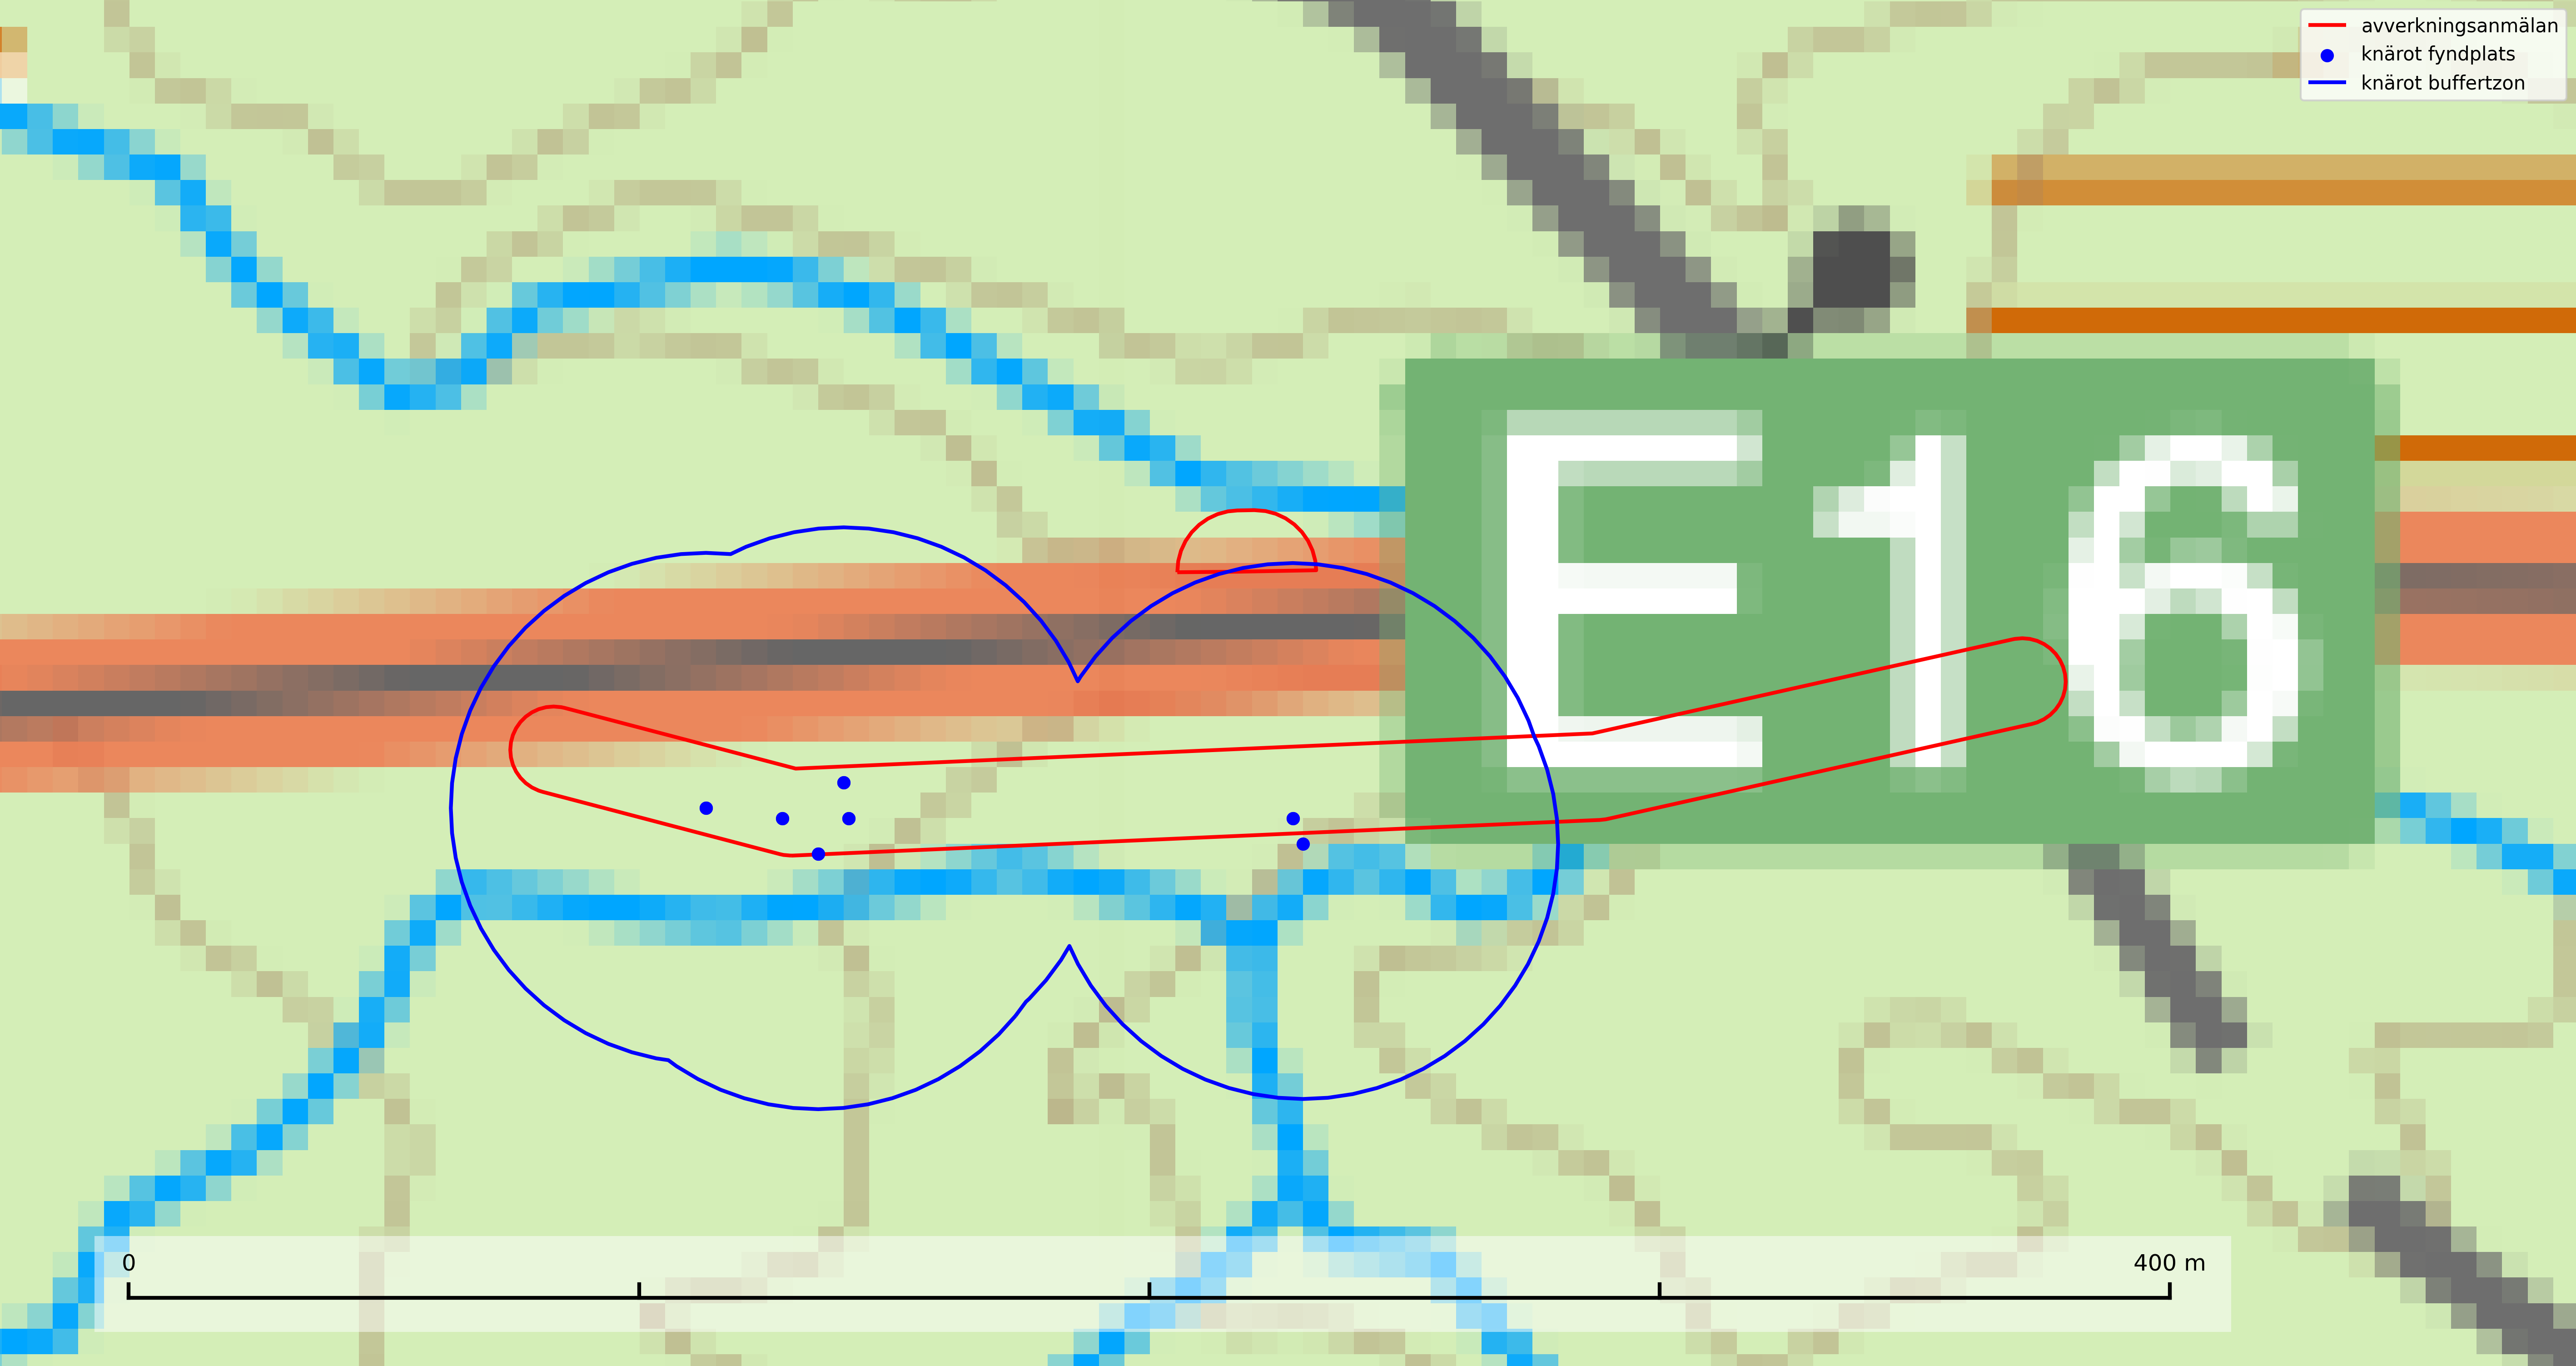 avverkningsanmälan
knärot fyndplats
knärot buffertzon
E16
0
400 m